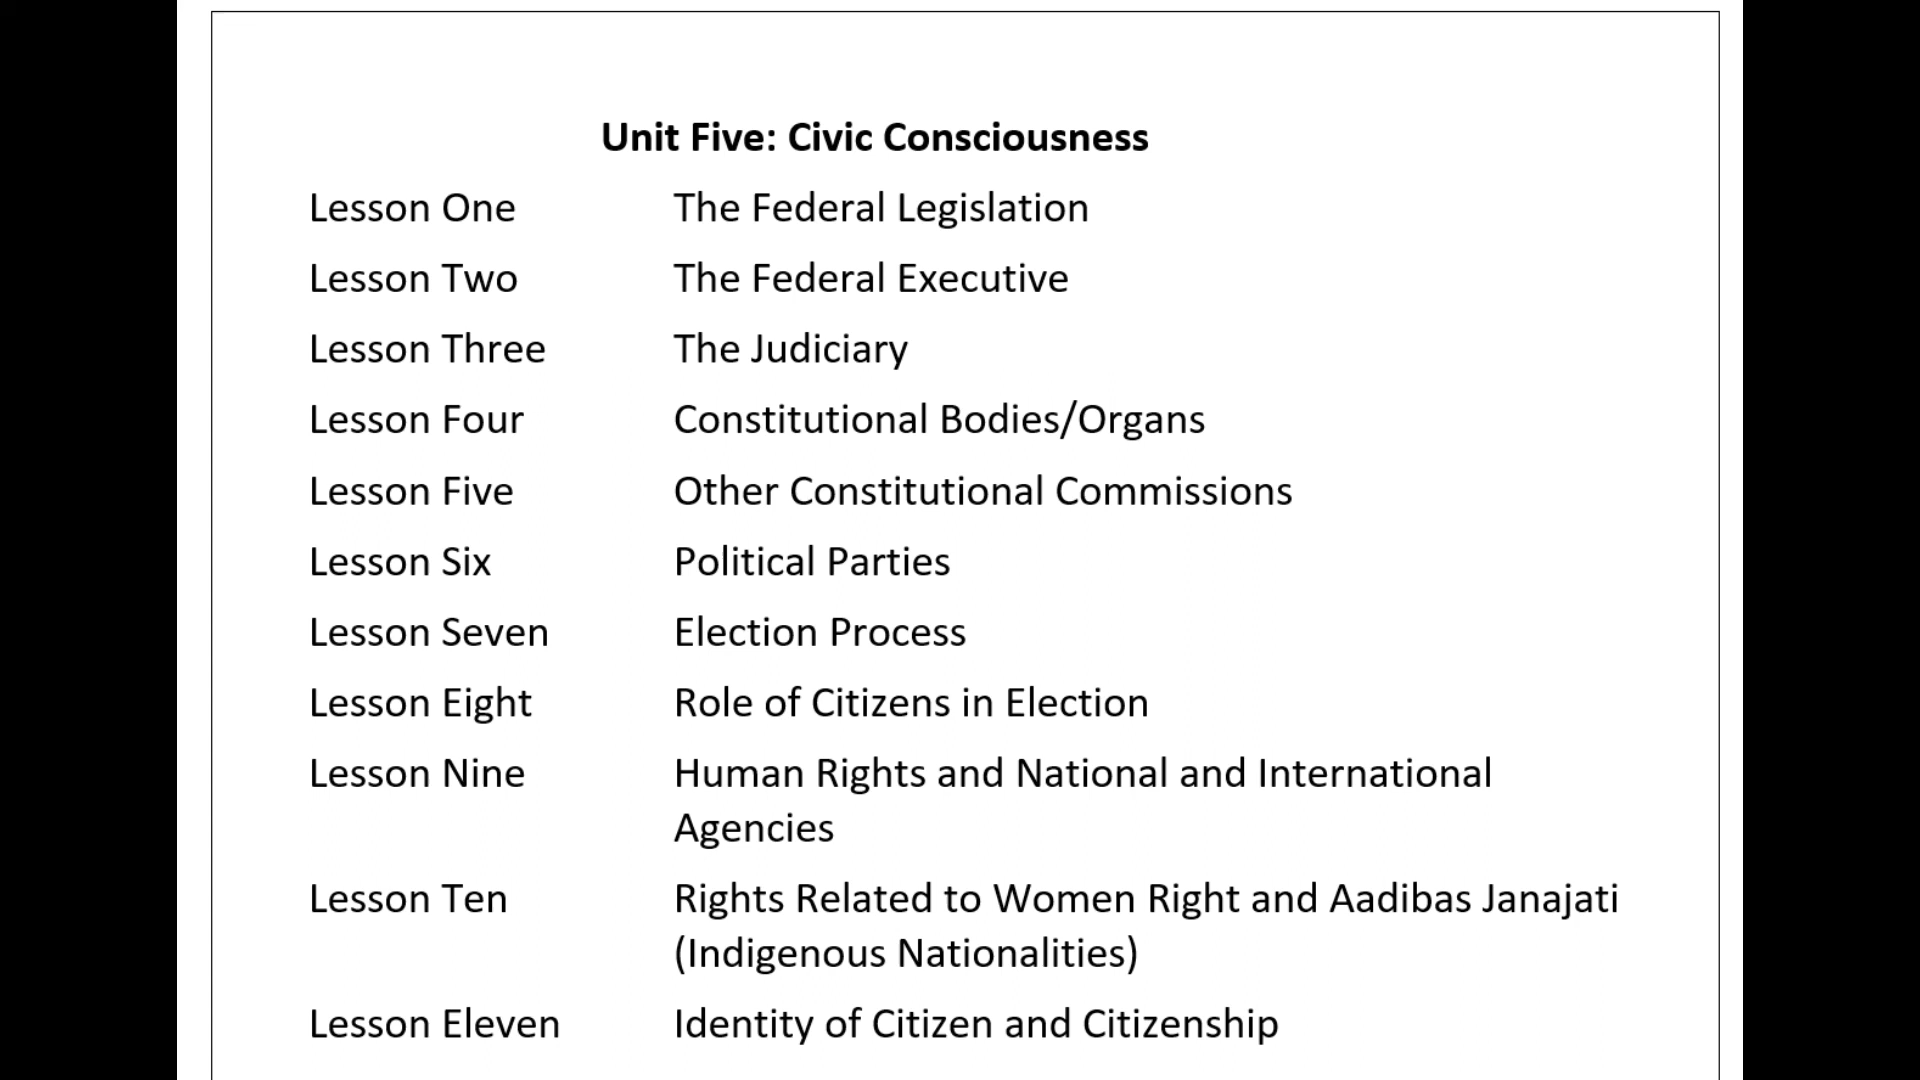 Unit Five: Civic Consciousness
Lesson One The Federal Legislation
Lesson Two The Federal Executive
Lesson Three The Judiciary
Lesson Four Constitutional Bodies/Organs
Lesson Five Other Constitutional Commissions
Lesson Six Political Parties
Lesson Seven Election Process
Lesson Eight Role of Citizens in Election
Lesson Nine Human Rights and National and International
Agencies
Lesson Ten Rights Related to Women Right and Aadibas Janajati
(Indigenous Nationalities)
Lesson Eleven Identity of Citizen and Citizenship